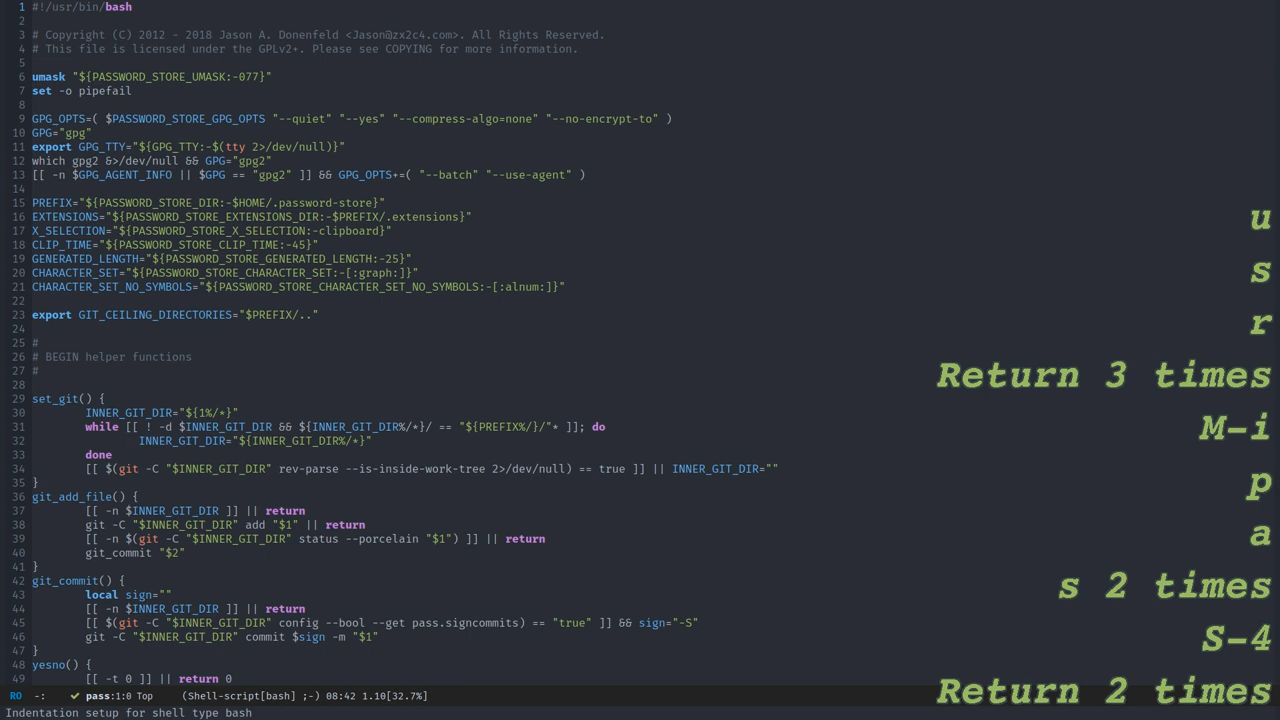 1 #!/usr/bin/bash
2
3 # Copyright (C) 2012 - 2018 Jason A. Donenfeld <Jason@zx2c4.com>. All Rights Reserved.
4 # This file is licensed under the GPLv2+. Please see COPYING for more information.
5
6 umask "${PASSWORD_STORE_UMASK:-077}"
7 set -o pipefail
8
9 GPG_OPTS=( $PASSWORD_STORE_GPG_OPTS "--quiet" "--yes" "--compress-algo=none" "--no-encrypt-to" )
10 GPG="gpg"
11 export GPG_TTY="${GPG_TTY:-$(tty 2>/dev/null)}"
12 which gpg2 &>/dev/null && GPG="gpg2"
13 [[ -n $GPG_AGENT_INFO || $GPG == "gpg2" ]] && GPG_OPTS+=( "--batch" "--use-agent" )
14
15 PREFIX="${PASSWORD_STORE_DIR:-$HOME/.password-store}"
16 EXTENSIONS="${PASSWORD_STORE_EXTENSIONS_DIR:-$PREFIX/.extensions}"
17 X_SELECTION="${PASSWORD_STORE_X_SELECTION:-clipboard}"
18 CLIP_TIME="${PASSWORD_STORE_CLIP_TIME:-45}"
19 GENERATED_LENGTH="${PASSWORD_STORE_GENERATED_LENGTH:-25}"
20 CHARACTER_SET="${PASSWORD_STORE_CHARACTER_SET:-[:graph:]}"
21 CHARACTER_SET_NO_SYMBOLS="${PASSWORD_STORE_CHARACTER_SET_NO_SYMBOLS:-[:alnum:]}"
22
23 export GIT_CEILING_DIRECTORIES="$PREFIX/.."
24
25 #
26 # BEGIN helper functions
27 #
28
29 set_git() {
30         INNER_GIT_DIR="${1%/*}"
31         while [[ ! -d $INNER_GIT_DIR && ${INNER_GIT_DIR%/*}/ == "${PREFIX%/}/"* ]]; do
32                 INNER_GIT_DIR="${INNER_GIT_DIR%/*}"
33         done
34         [[ $(git -C "$INNER_GIT_DIR" rev-parse --is-inside-work-tree 2>/dev/null) == true ]] || INNER_GIT_DIR=""
35 }
36 git_add_file() {
37         [[ -n $INNER_GIT_DIR ]] || return
38         git -C "$INNER_GIT_DIR" add "$1" || return
39         [[ -n $(git -C "$INNER_GIT_DIR" status --porcelain "$1") ]] || return
40         git_commit "$2"
41 }
42 git_commit() {
43         local sign=""
44         [[ -n $INNER_GIT_DIR ]] || return
45         [[ $(git -C "$INNER_GIT_DIR" config --bool --get pass.signcommits) == "true" ]] && sign="-S"
46         git -C "$INNER_GIT_DIR" commit $sign -m "$1"
47 }
48 yesno() {
49         [[ -t 0 ]] || return 0
RO -: ✔ pass:1:0 Top (Shell-script[bash] ;-) 08:42 1.10[32.7%]
Indentation setup for shell type bash
u
s
r
Return 3 times
M-i
p
a
s 2 times
S-4
Return 2 times